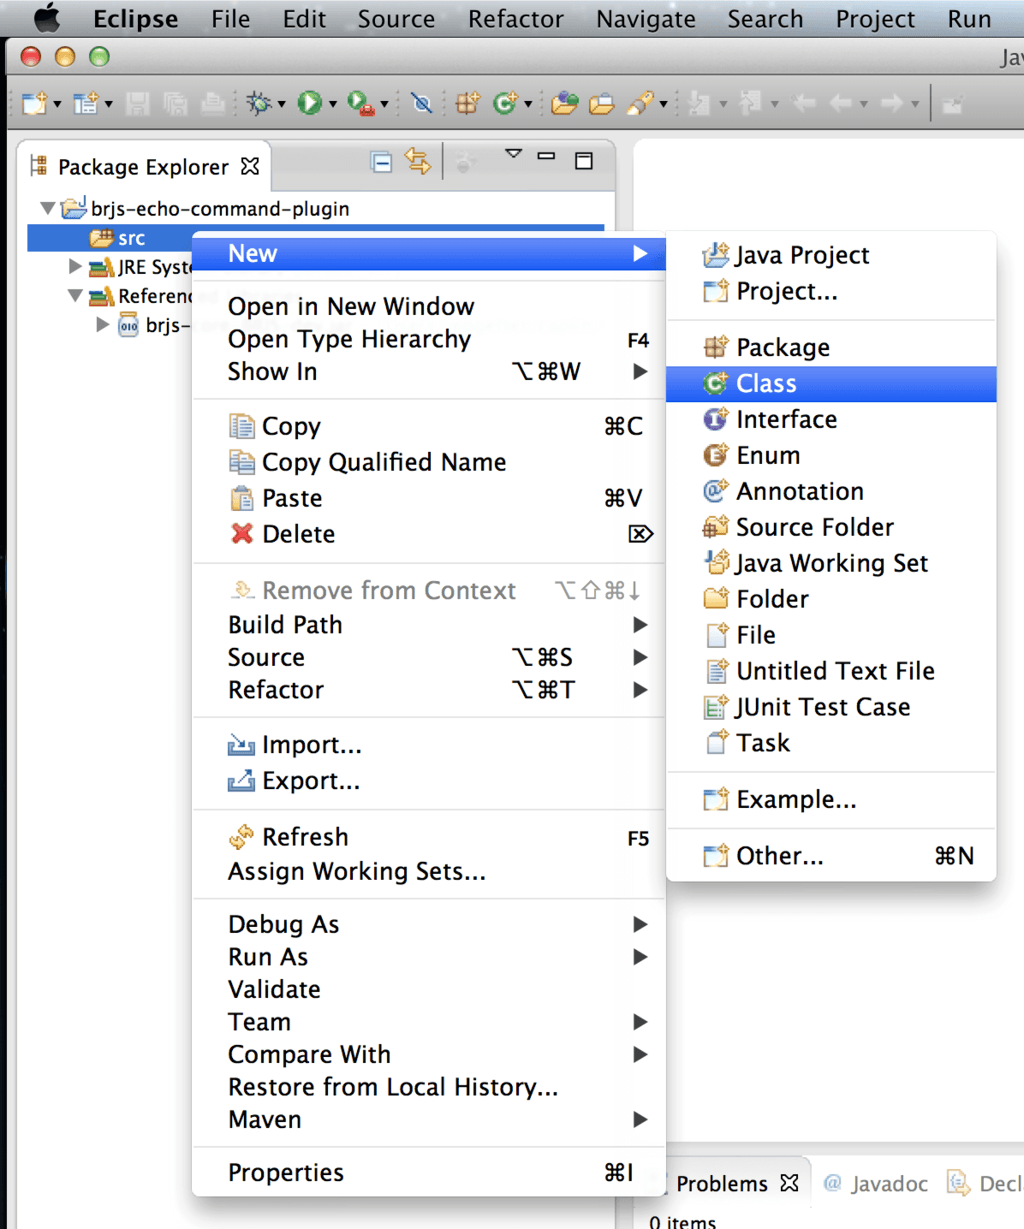 Eclipse File Edit Source Refactor Navigate Search Project Run
Package Explorer
brjs-echo-command-plugin
src
JRE Syst
Referen
brjs-
New
Open in New Window
Open Type Hierarchy F4
Show In ⌥⌘W
Copy ⌘C
Copy Qualified Name
Paste ⌘V
Delete ⌦
Remove from Context ⌥⇧⌘↓
Build Path
Source ⌥⌘S
Refactor ⌥⌘T
Import...
Export...
Refresh F5
Assign Working Sets...
Debug As
Run As
Validate
Team
Compare With
Restore from Local History...
Maven
Properties ⌘I
Java Project
Project...
Package
Class
Interface
Enum
Annotation
Source Folder
Java Working Set
Folder
File
Untitled Text File
JUnit Test Case
Task
Example...
Other... ⌘N
Problems @ Javadoc Decl
0 items